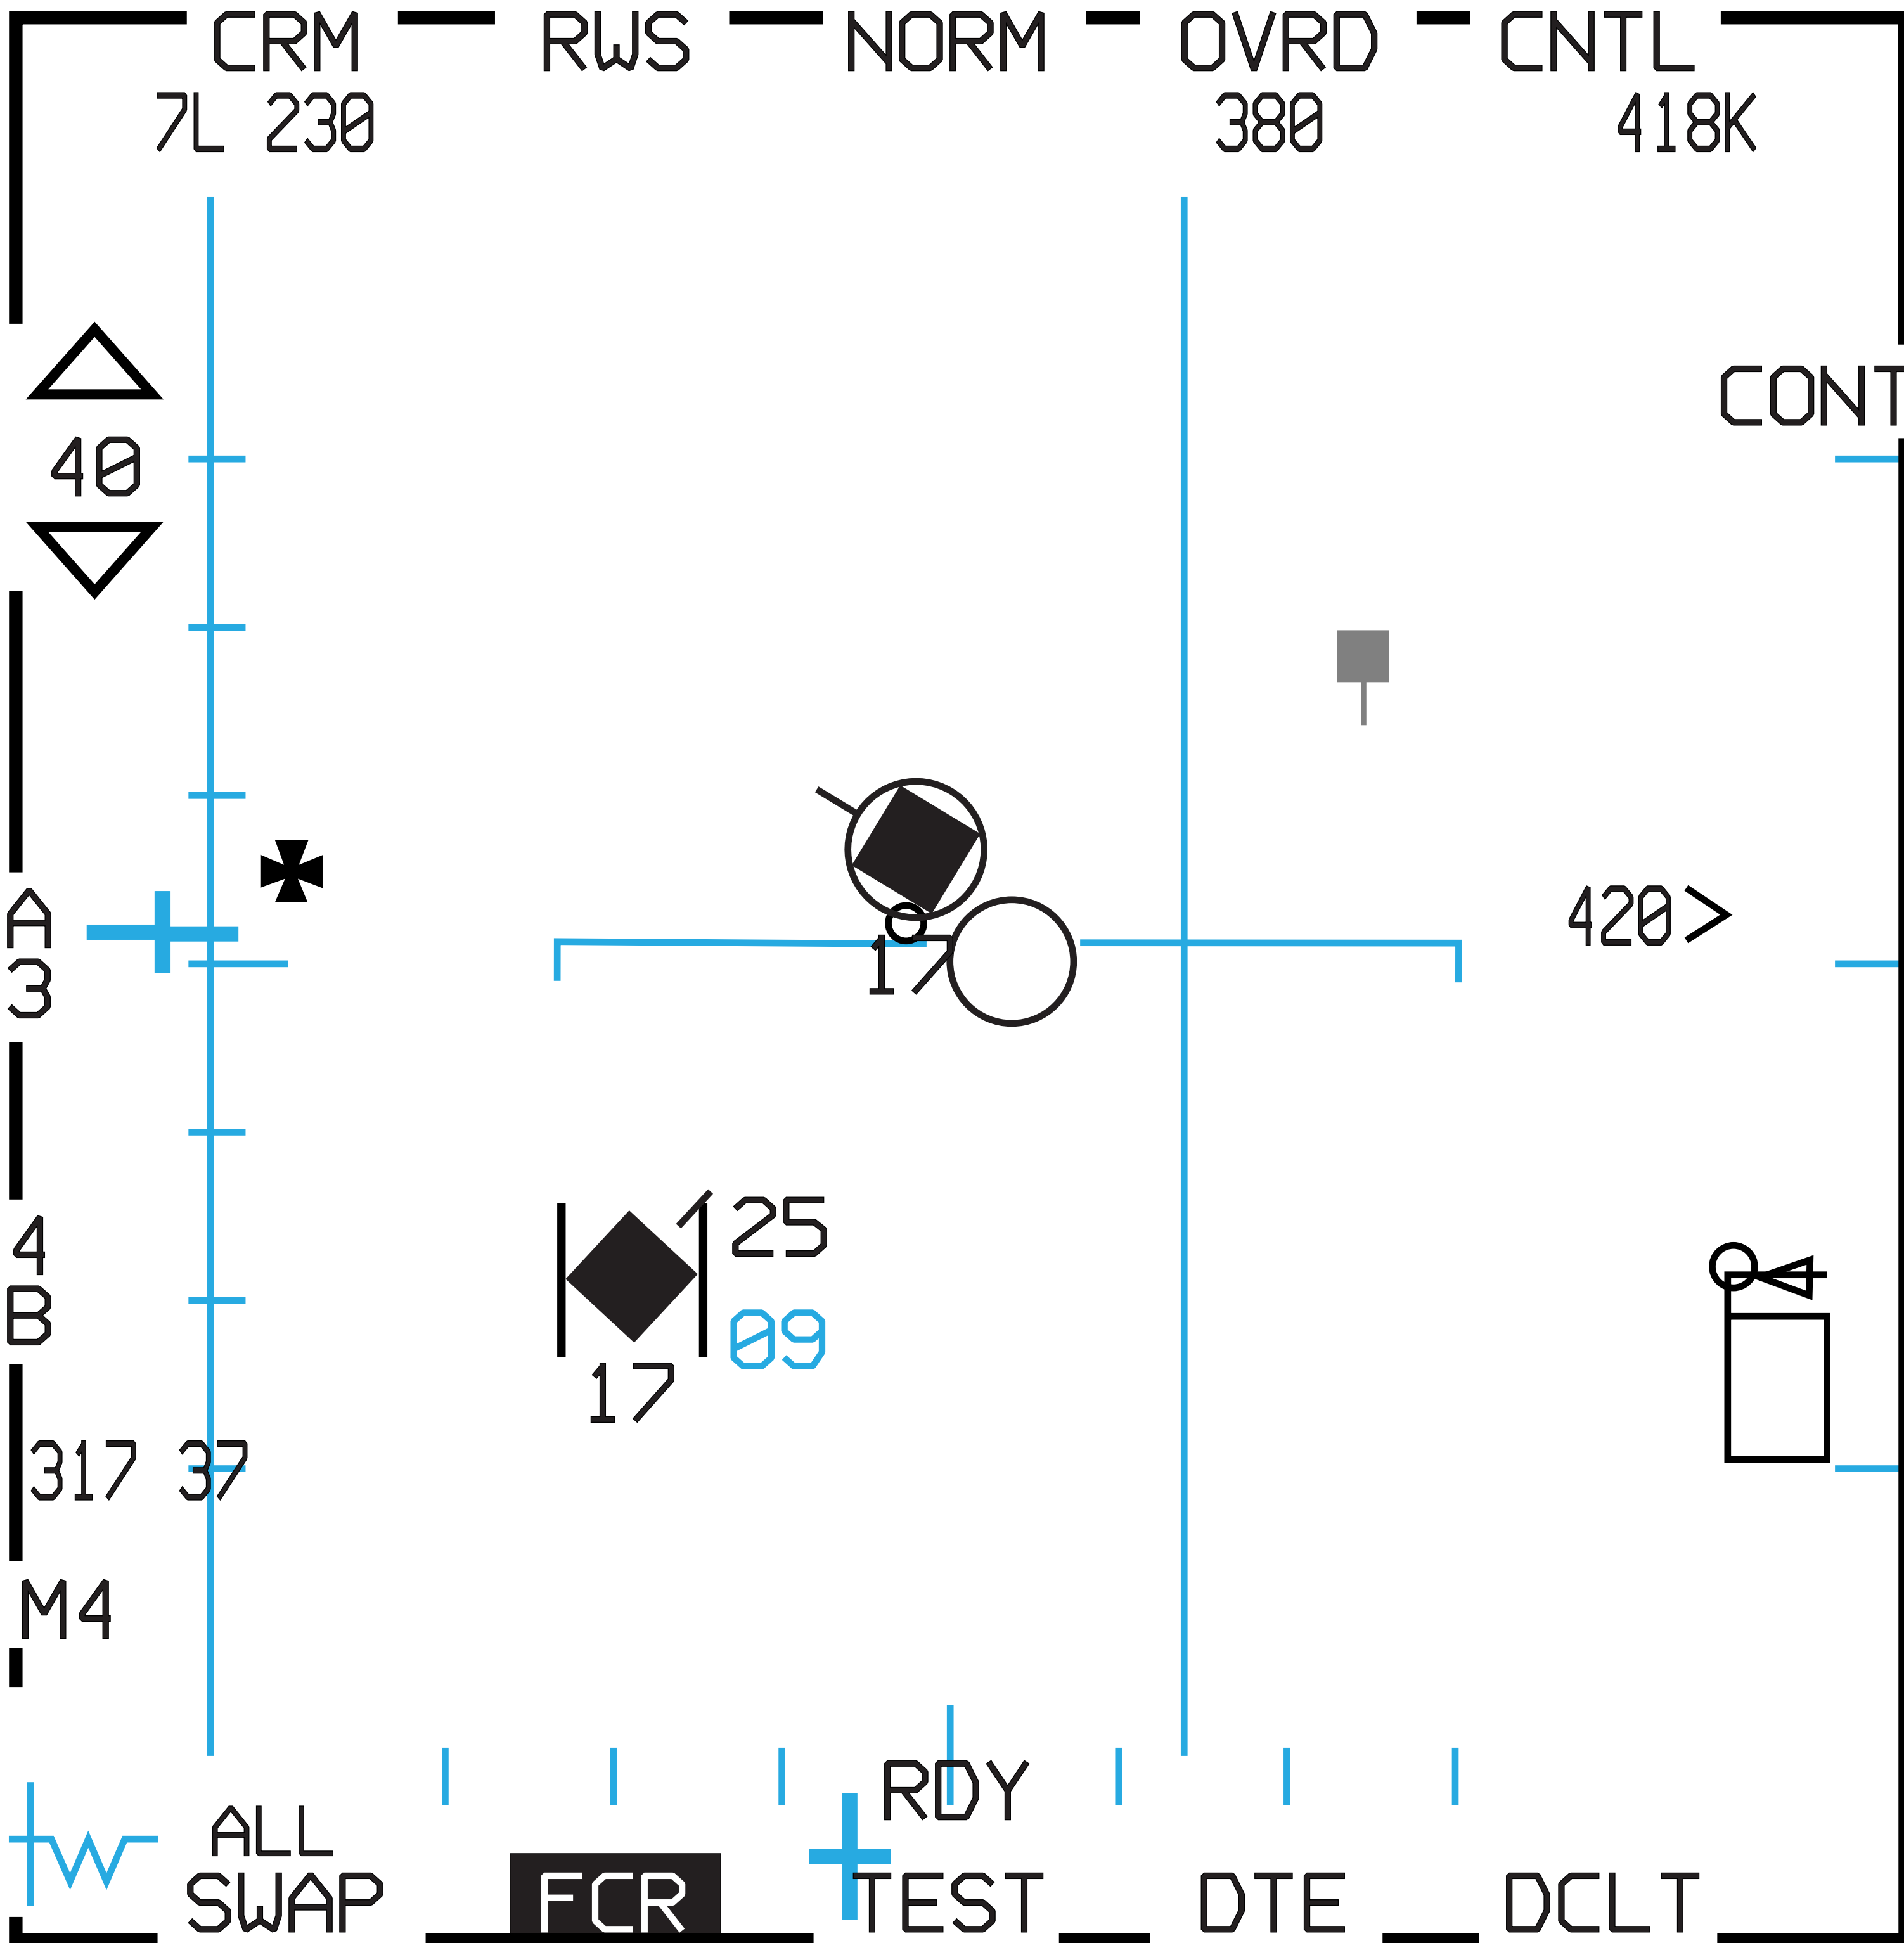 CRM RWS NORM OVRD CNTL
7L 230 380 418K
CONT
40
A
3
420>
17
4
B
25
09
17
317 37
M4
RDY
ALL
SWAP FCR TEST DTE DCLT